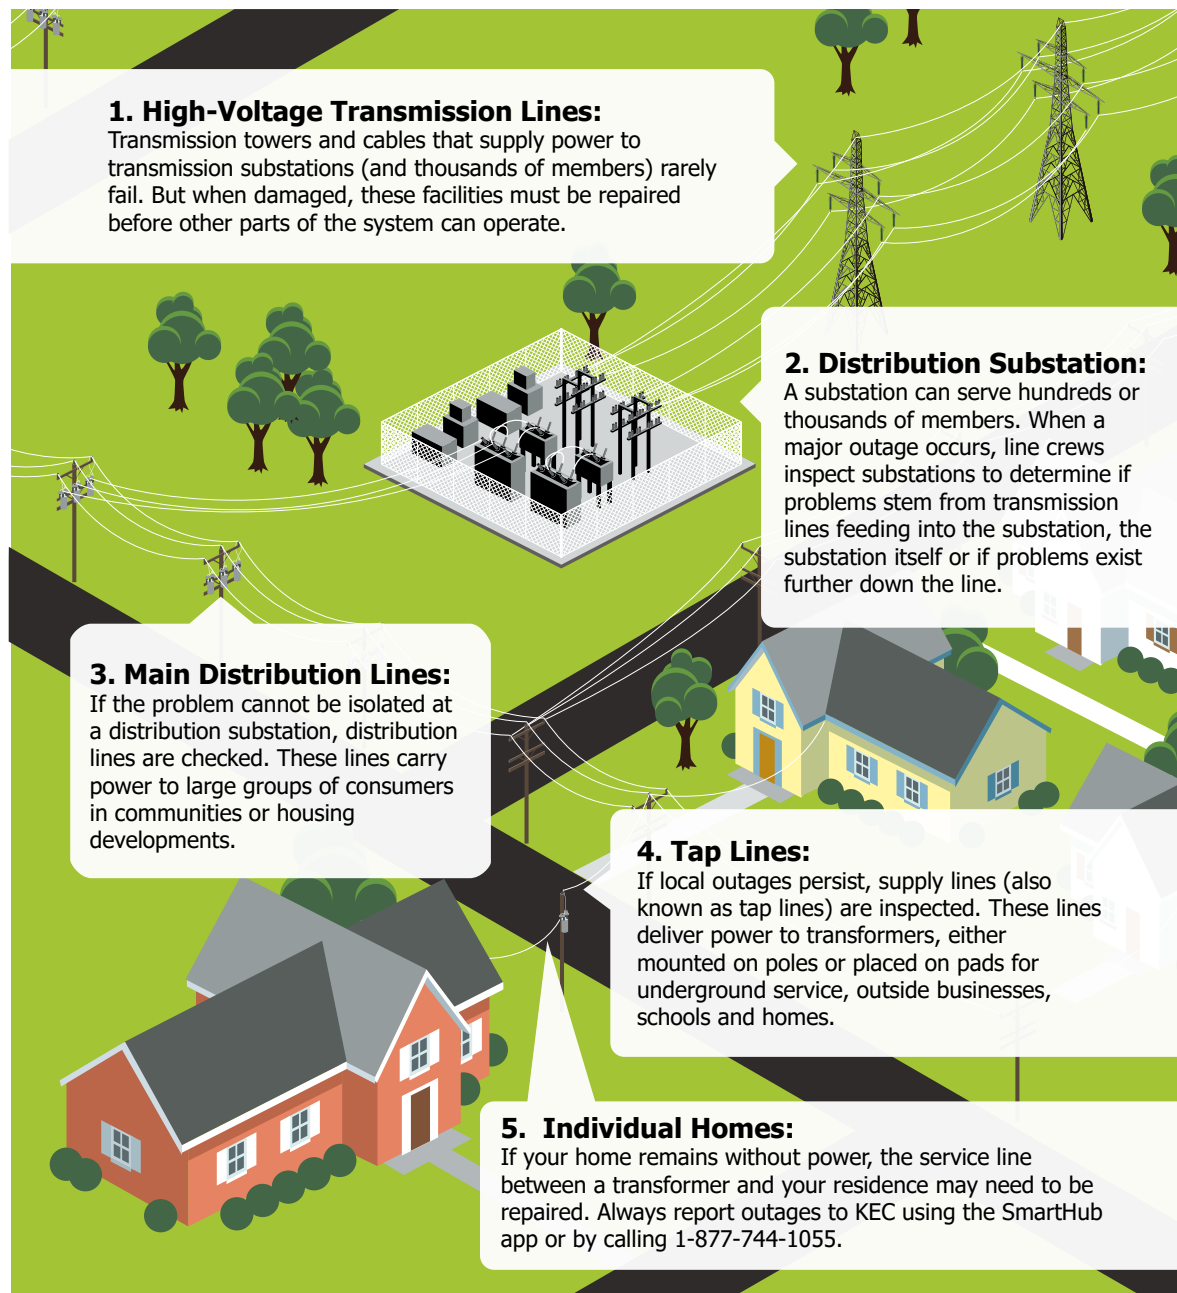 1. High-Voltage Transmission Lines:
Transmission towers and cables that supply power to
transmission substations (and thousands of members) rarely
fail. But when damaged, these facilities must be repaired
before other parts of the system can operate.
2. Distribution Substation:
A substation can serve hundreds or
thousands of members. When a
major outage occurs, line crews
inspect substations to determine if
problems stem from transmission
lines feeding into the substation, the
substation itself or if problems exist
further down the line.
3. Main Distribution Lines:
If the problem cannot be isolated at
a distribution substation, distribution
lines are checked. These lines carry
power to large groups of consumers
in communities or housing
developments.
4. Tap Lines:
If local outages persist, supply lines (also
known as tap lines) are inspected. These lines
deliver power to transformers, either
mounted on poles or placed on pads for
underground service, outside businesses,
schools and homes.
5. Individual Homes:
If your home remains without power, the service line
between a transformer and your residence may need to be
repaired. Always report outages to KEC using the SmartHub
app or by calling 1-877-744-1055.